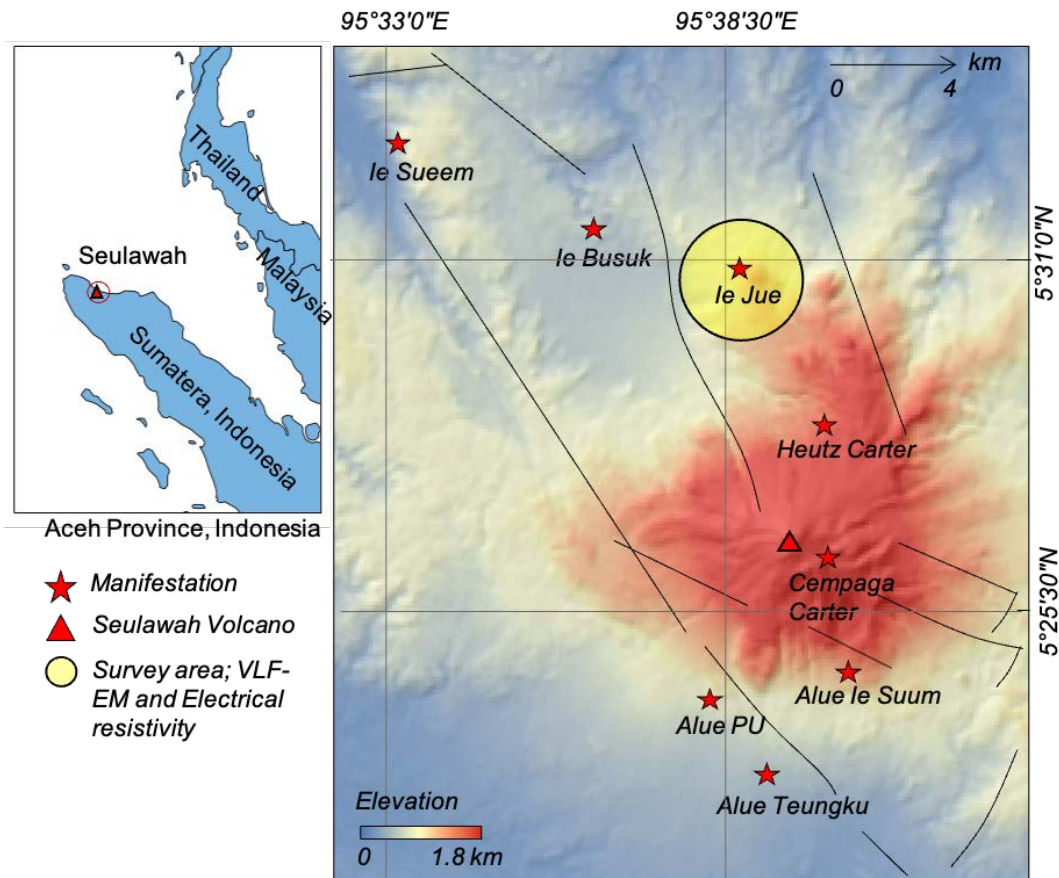 95°33'0"E
95°38'30"E
km
0
4
Thailand
Malaysia
Seulawah
Sumatera, Indonesia
Aceh Province, Indonesia
Manifestation
Seulawah Volcano
Survey area; VLF-
EM and Electrical
resistivity
Ie Sueem
Ie Busuk
Ie Jue
Heutz Carter
Cempaga
Carter
Alue Ie Suum
Alue PU
Alue Teungku
5°31'0"N
5°25'30"N
Elevation
0
1.8 km